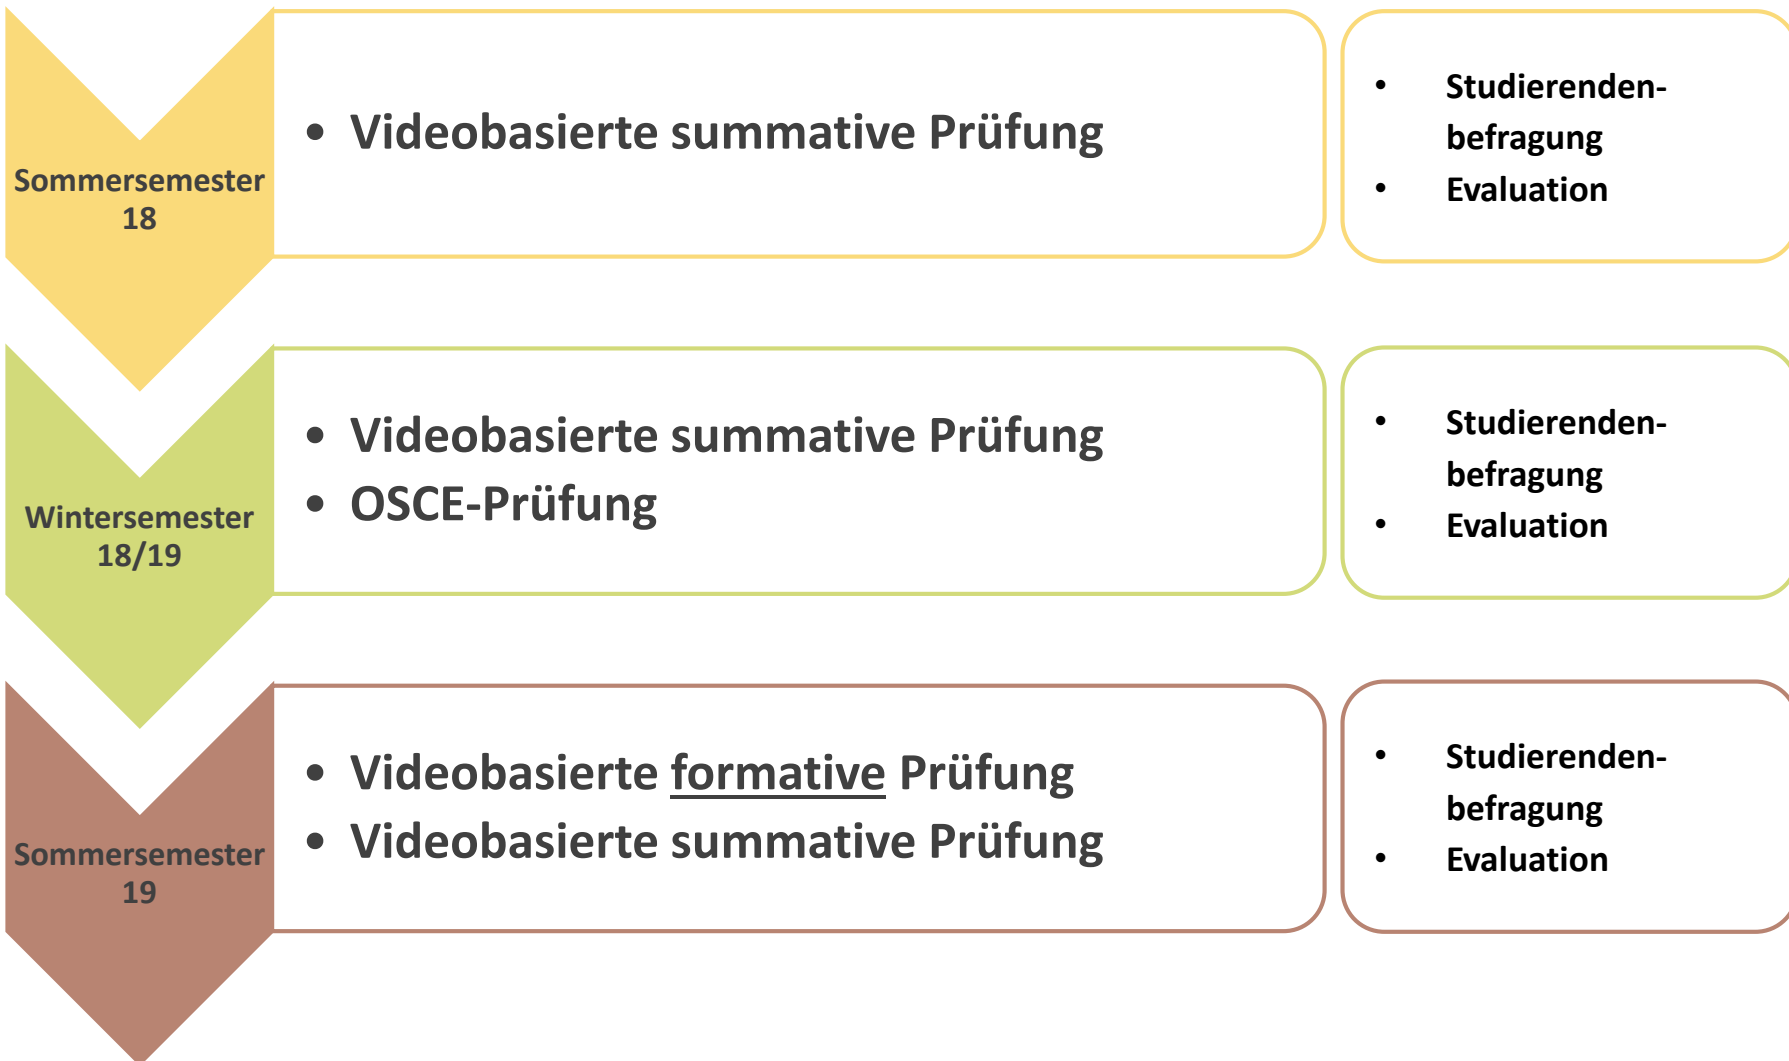 Sommersemester
18
• Videobasierte summative Prüfung
• Studierenden-
befragung
• Evaluation
Wintersemester
18/19
• Videobasierte summative Prüfung
• OSCE-Prüfung
• Studierenden-
befragung
• Evaluation
Sommersemester
19
• Videobasierte formative Prüfung
• Videobasierte summative Prüfung
• Studierenden-
befragung
• Evaluation